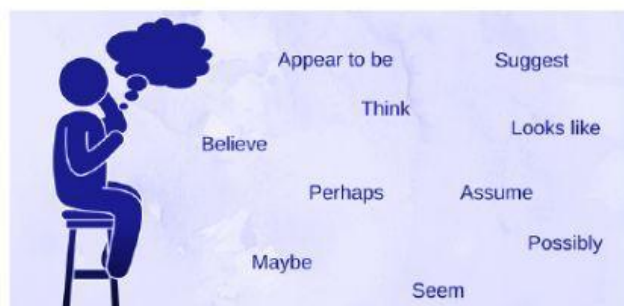 Appear to be
Suggest
Think
Looks like
Believe
Perhaps
Assume
Possibly
Maybe
Seem